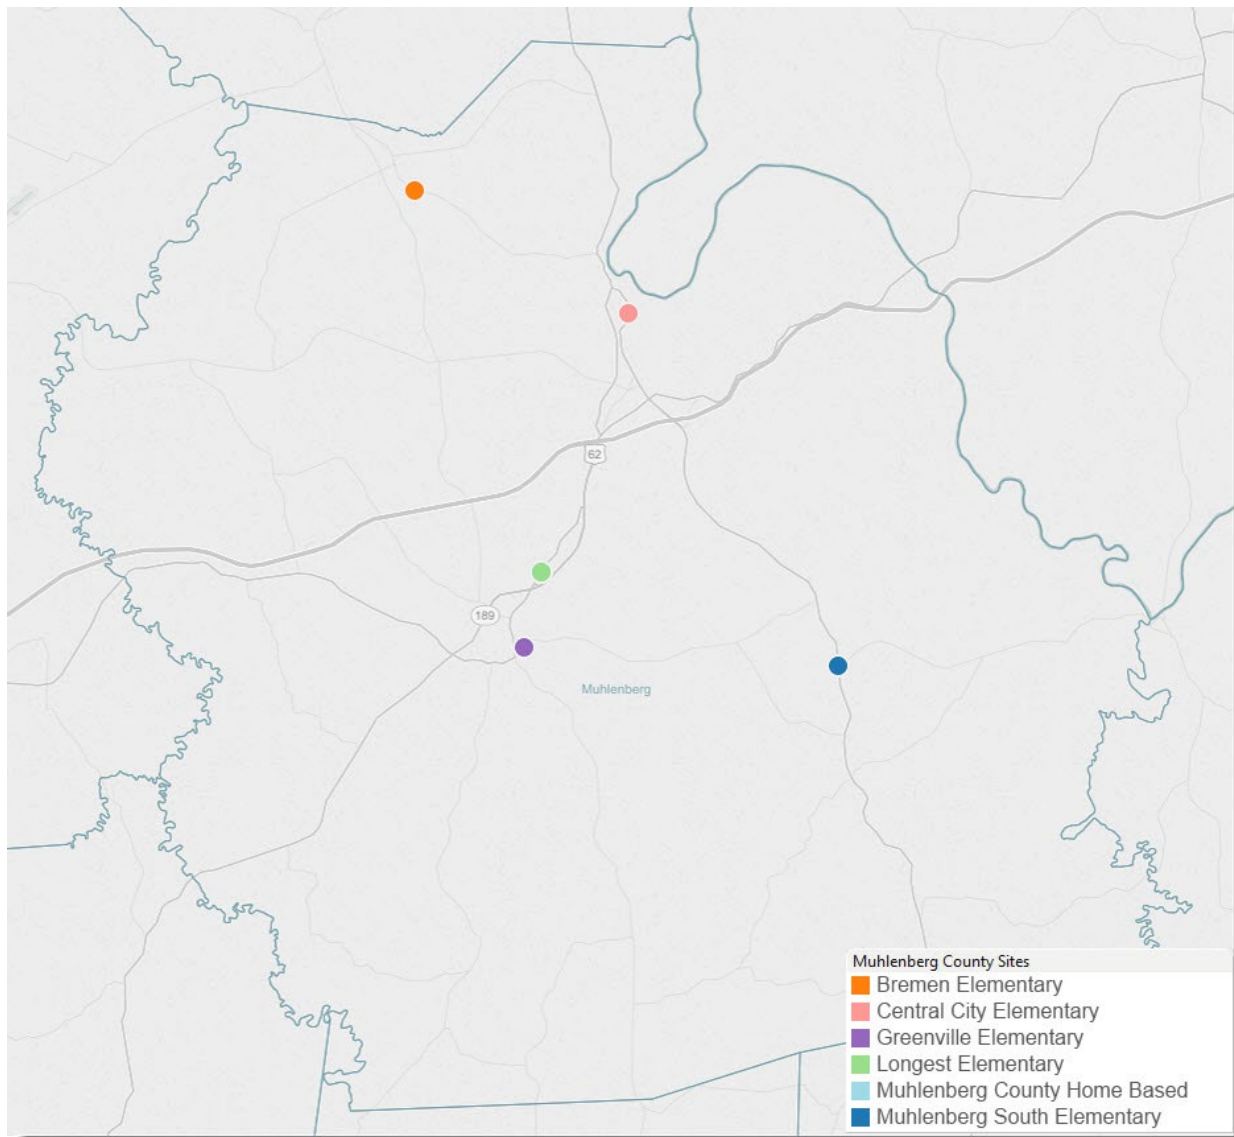 62
189
Muhlenberg
Muhlenberg County Sites
Bremen Elementary
Central City Elementary
Greenville Elementary
Longest Elementary
Muhlenberg County Home Based
Muhlenberg South Elementary